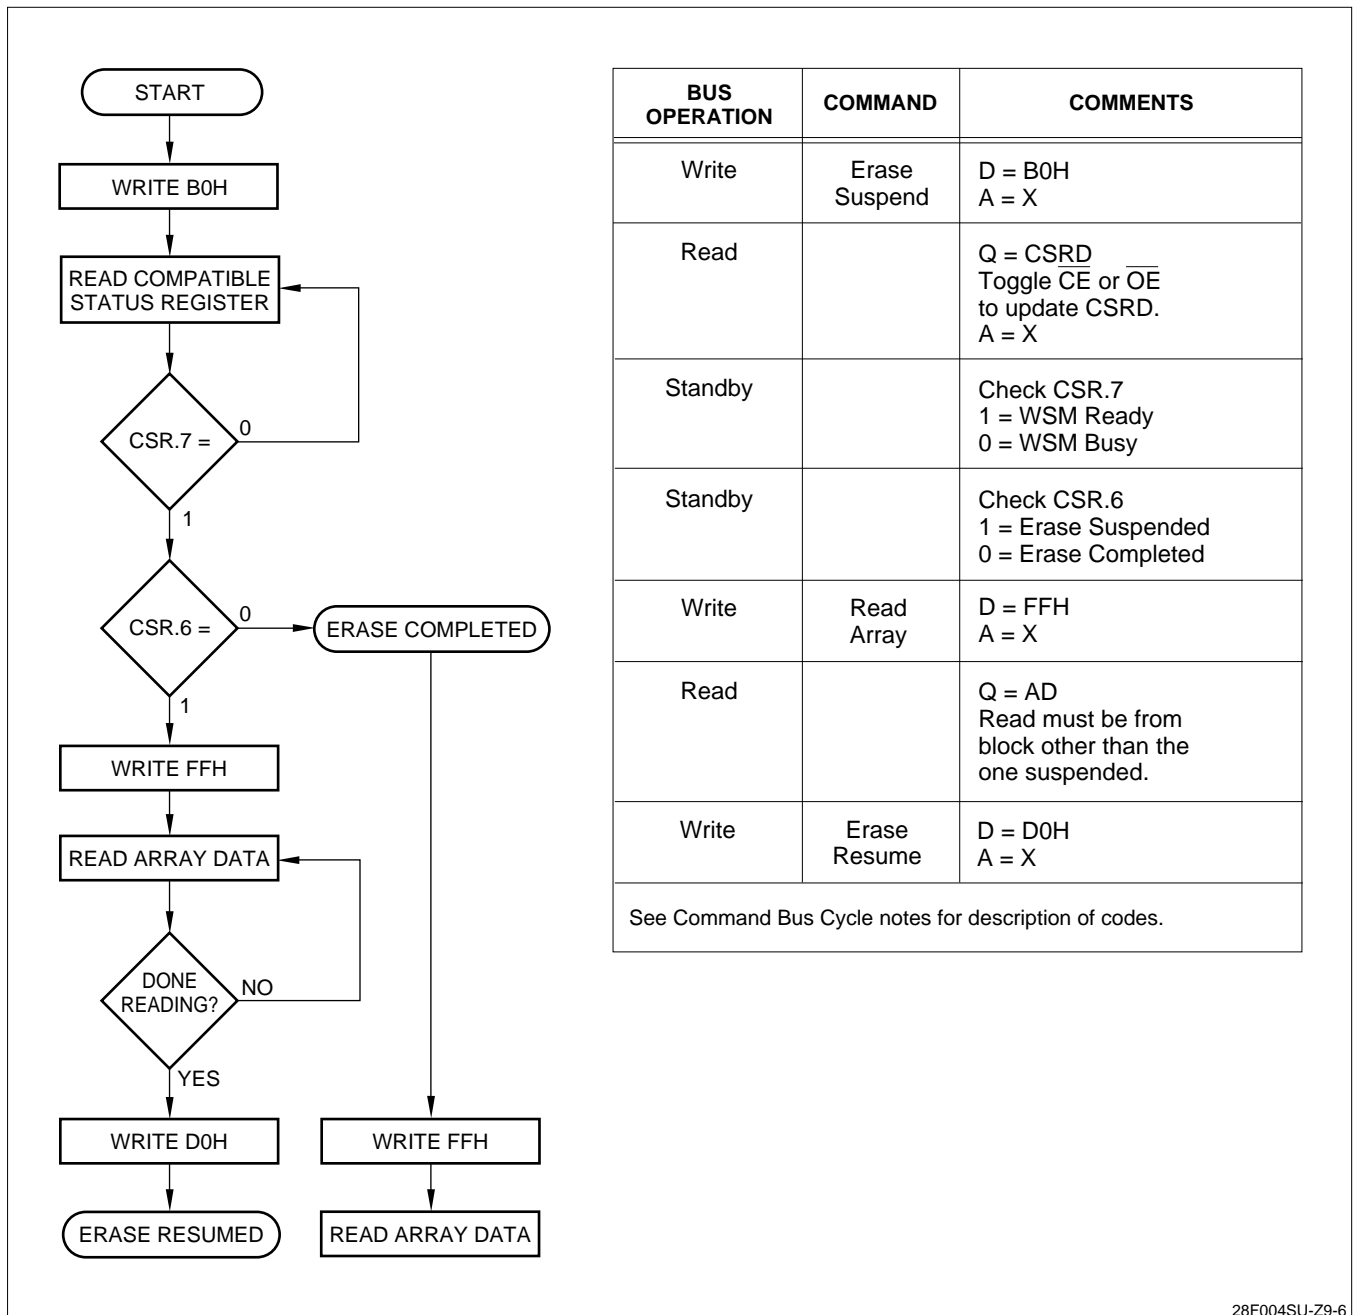 START
WRITE B0H
READ COMPATIBLE
STATUS REGISTER
CSR.7 =
0
1
CSR.6 =
0
ERASE COMPLETED
1
WRITE FFH
READ ARRAY DATA
DONE
READING?
NO
YES
WRITE D0H
WRITE FFH
ERASE RESUMED
READ ARRAY DATA
BUS
OPERATION
COMMAND
COMMENTS
Write
Erase
Suspend
D = B0H
A = X
Read
Q = CSRD
Toggle C̅E̅ or O̅E̅
to update CSRD.
A = X
Standby
Check CSR.7
1 = WSM Ready
0 = WSM Busy
Standby
Check CSR.6
1 = Erase Suspended
0 = Erase Completed
Write
Read
Array
D = FFH
A = X
Read
Q = AD
Read must be from
block other than the
one suspended.
Write
Erase
Resume
D = D0H
A = X
See Command Bus Cycle notes for description of codes.
28F004SU-Z9-6